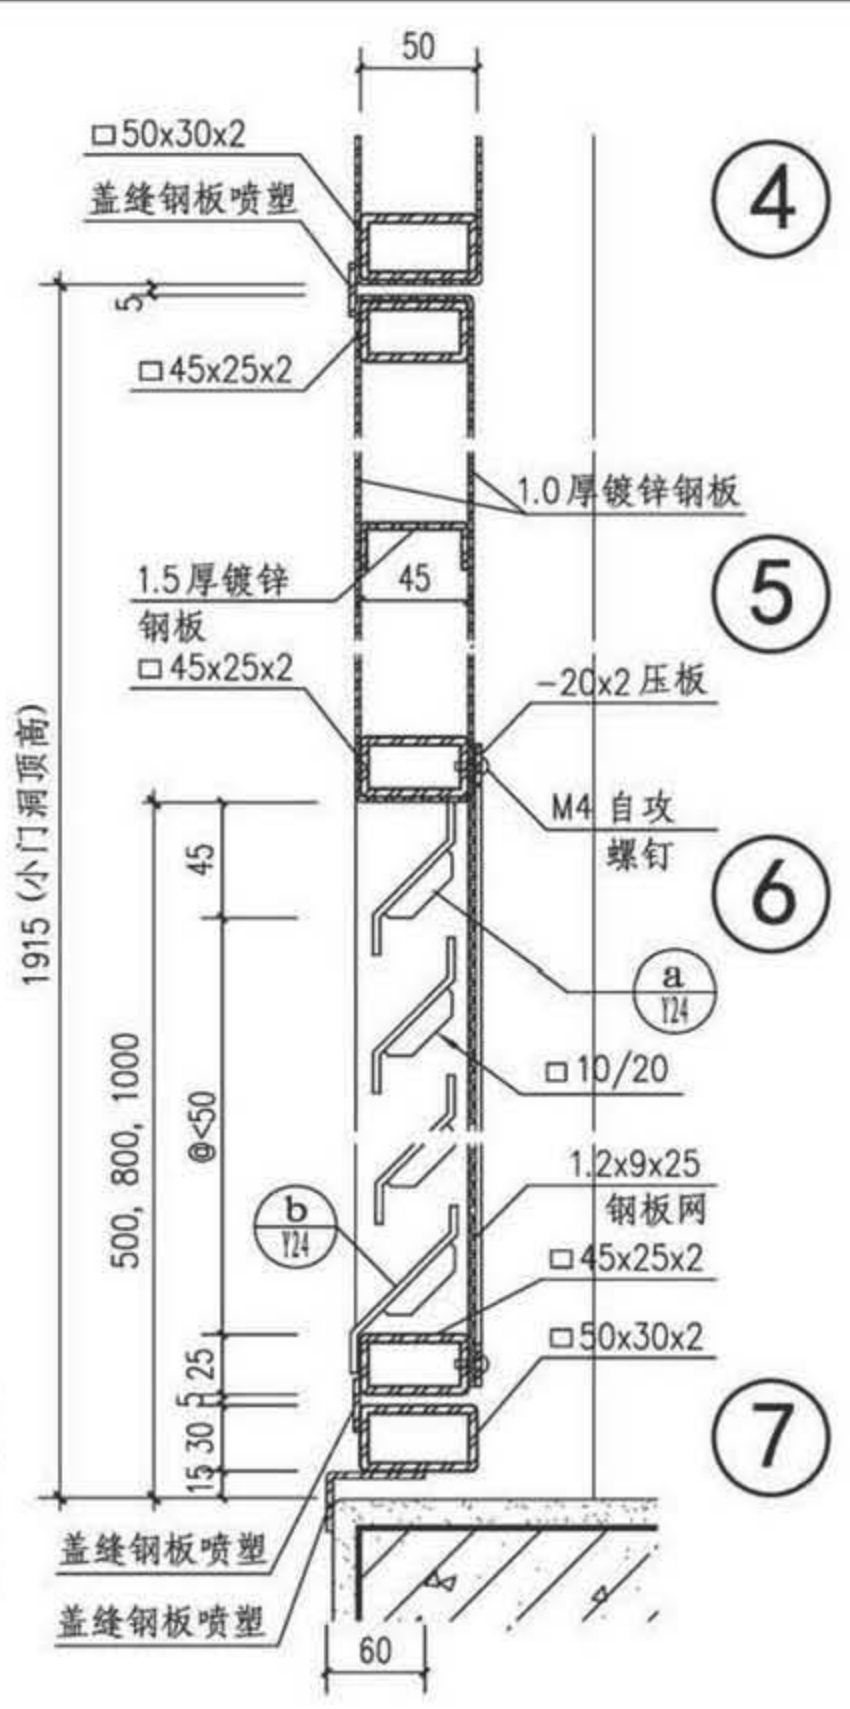 50
□50x30x2
盖缝钢板喷塑
4
5
□45x25x2
1.0厚镀锌钢板
5
1.5厚镀锌
钢板
45
□45x25x2
-20x2压板
1915 (小门洞顶高)
M4 自攻
螺钉
45
6
a
Y24
□10/20
500, 800, 1000
@<50
1.2x9x25
钢板网
b
Y24
□45x25x2
□50x30x2
25
5
30
15
7
盖缝钢板喷塑
盖缝钢板喷塑
60